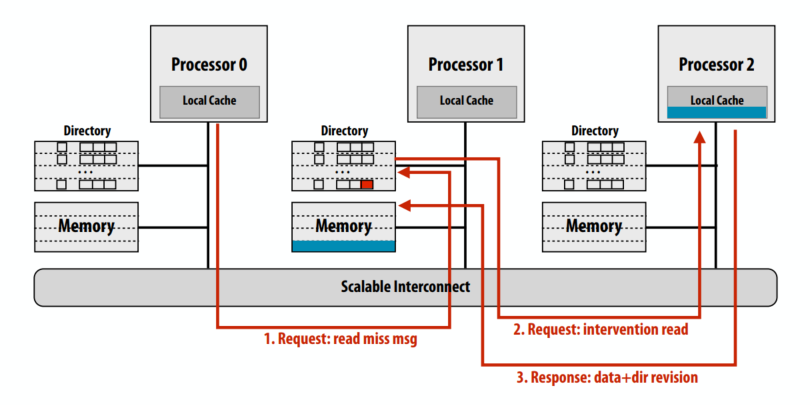 Processor 0
Local Cache
Processor 1
Local Cache
Processor 2
Local Cache
Directory
• • •
Memory
Directory
• • •
Memory
Directory
• • •
Memory
Scalable Interconnect
1. Request: read miss msg
2. Request: intervention read
3. Response: data+dir revision